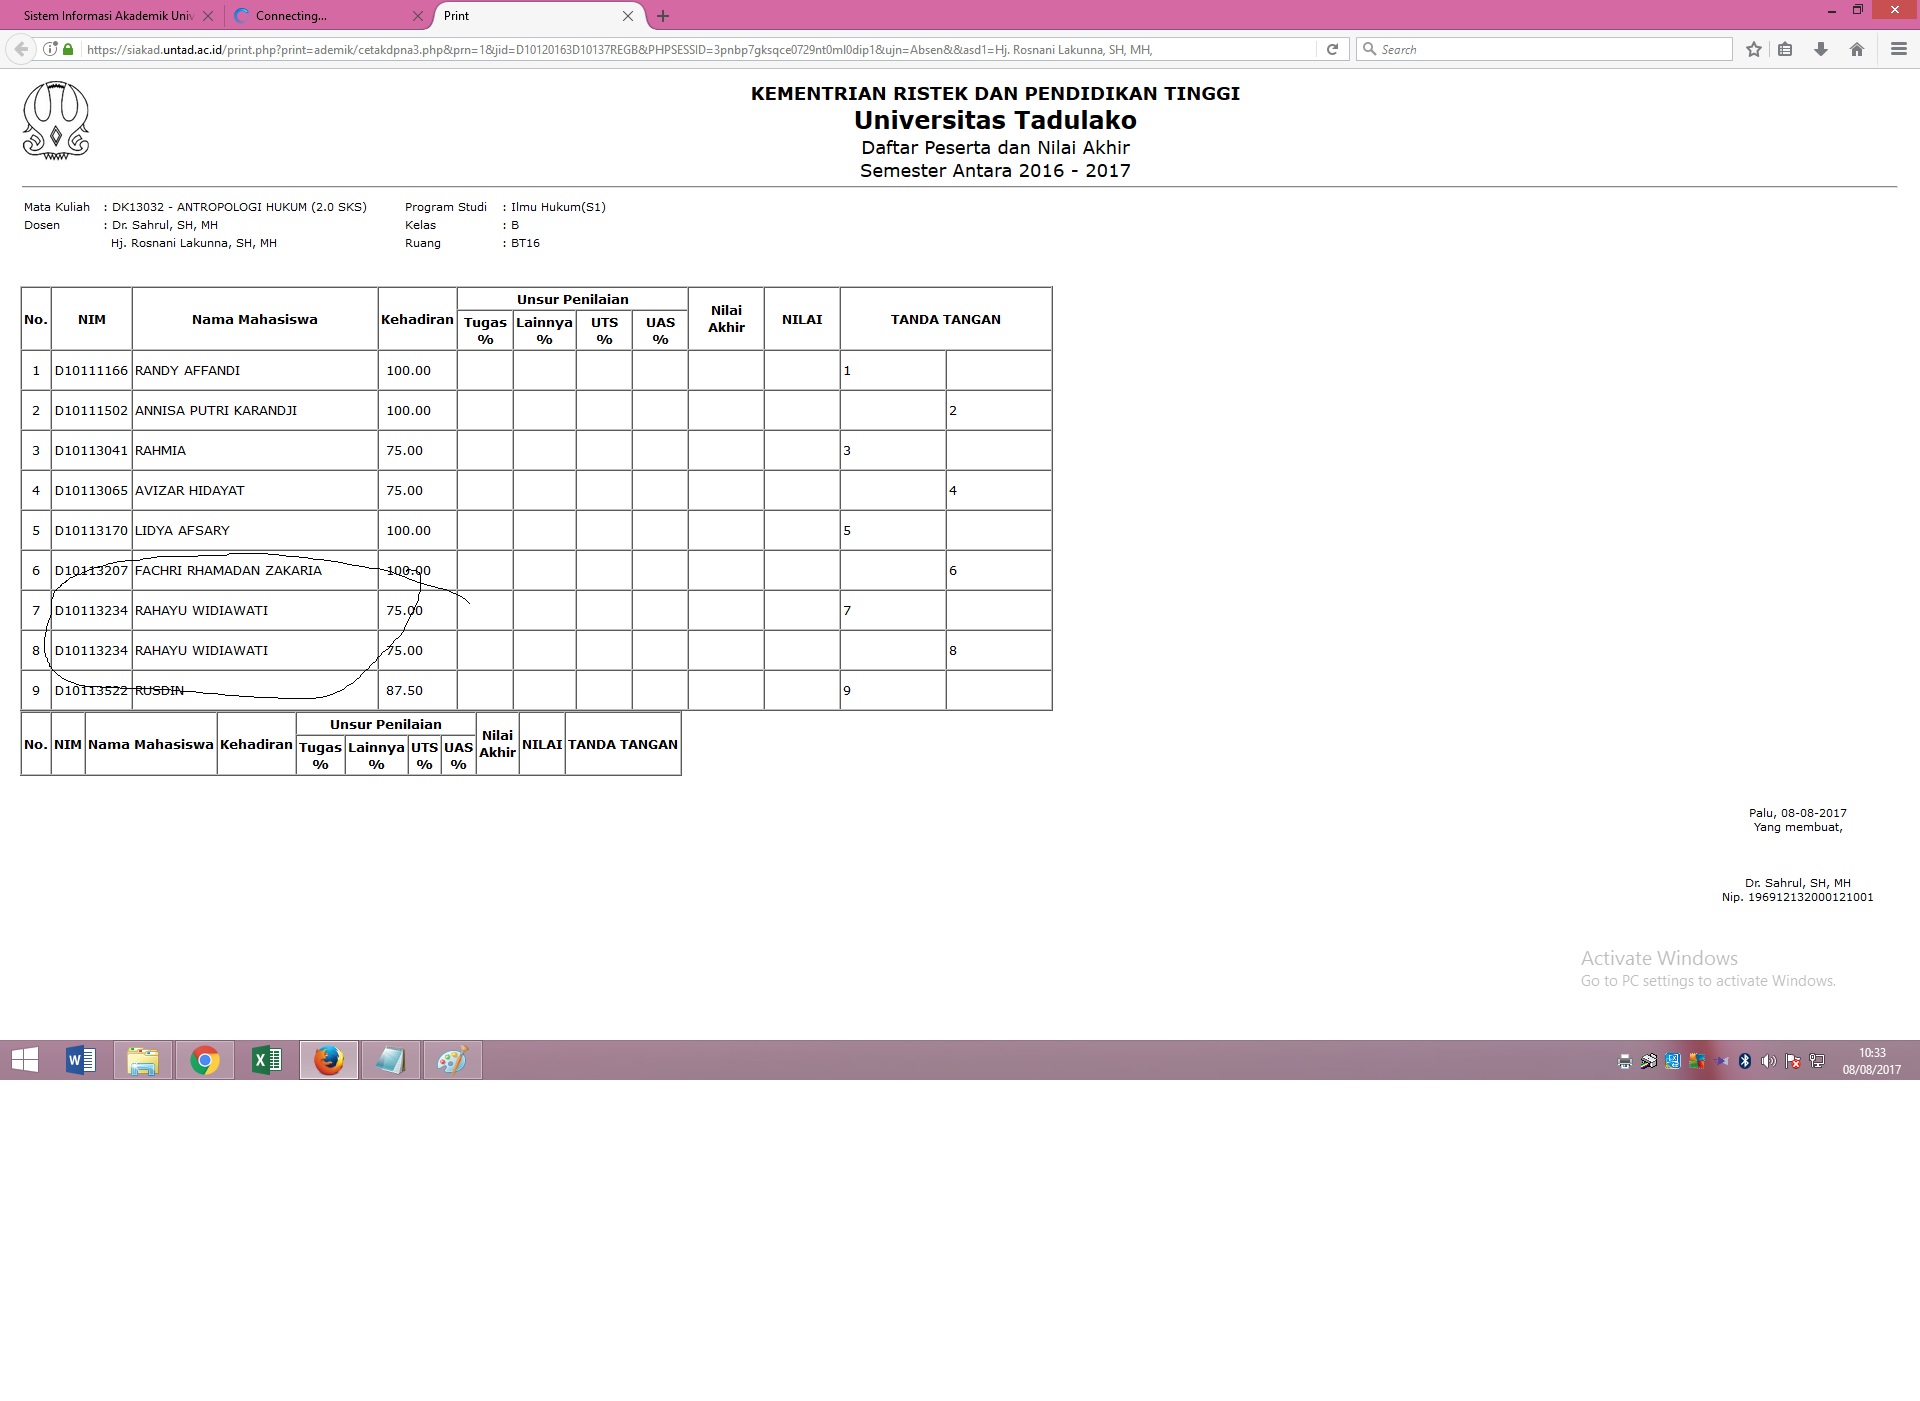 Sistem Informasi Akademik Univ
Connecting...
Print
https://siakad.untad.ac.id/print.php?print=ademik/cetakdpna3.php&prn=1&jid=D10120163D10137REGB&PHPSESSID=3pnbp7gksqce0729nt0ml0dip1&ujn=Absen&&asd1=Hj. Rosnani Lakunna, SH, MH,
Search
KEMENTRIAN RISTEK DAN PENDIDIKAN TINGGI
Universitas Tadulako
Daftar Peserta dan Nilai Akhir
Semester Antara 2016 - 2017
Mata Kuliah : DK13032 - ANTROPOLOGI HUKUM (2.0 SKS) Program Studi : Ilmu Hukum(S1)
Dosen : Dr. Sahrul, SH, MH Kelas : B
Hj. Rosnani Lakunna, SH, MH Ruang : BT16
No. NIM Nama Mahasiswa Kehadiran Unsur Penilaian Nilai Akhir NILAI TANDA TANGAN
Tugas % Lainnya % UTS % UAS %
1 D10111166 RANDY AFFANDI 100.00 1
2 D10111502 ANNISA PUTRI KARANDJI 100.00 2
3 D10113041 RAHMIA 75.00 3
4 D10113065 AVIZAR HIDAYAT 75.00 4
5 D10113170 LIDYA AFSARY 100.00 5
6 D10113207 FACHRI RHAMADAN ZAKARIA 100.00 6
7 D10113234 RAHAYU WIDIAWATI 75.00 7
8 D10113234 RAHAYU WIDIAWATI 75.00 8
9 D10113522 RUSDIN 87.50 9
No. NIM Nama Mahasiswa Kehadiran Unsur Penilaian Nilai Akhir NILAI TANDA TANGAN
Tugas % Lainnya % UTS % UAS %
Palu, 08-08-2017
Yang membuat,
Dr. Sahrul, SH, MH
Nip. 196912132000121001
Activate Windows
Go to PC settings to activate Windows.
10:33
08/08/2017